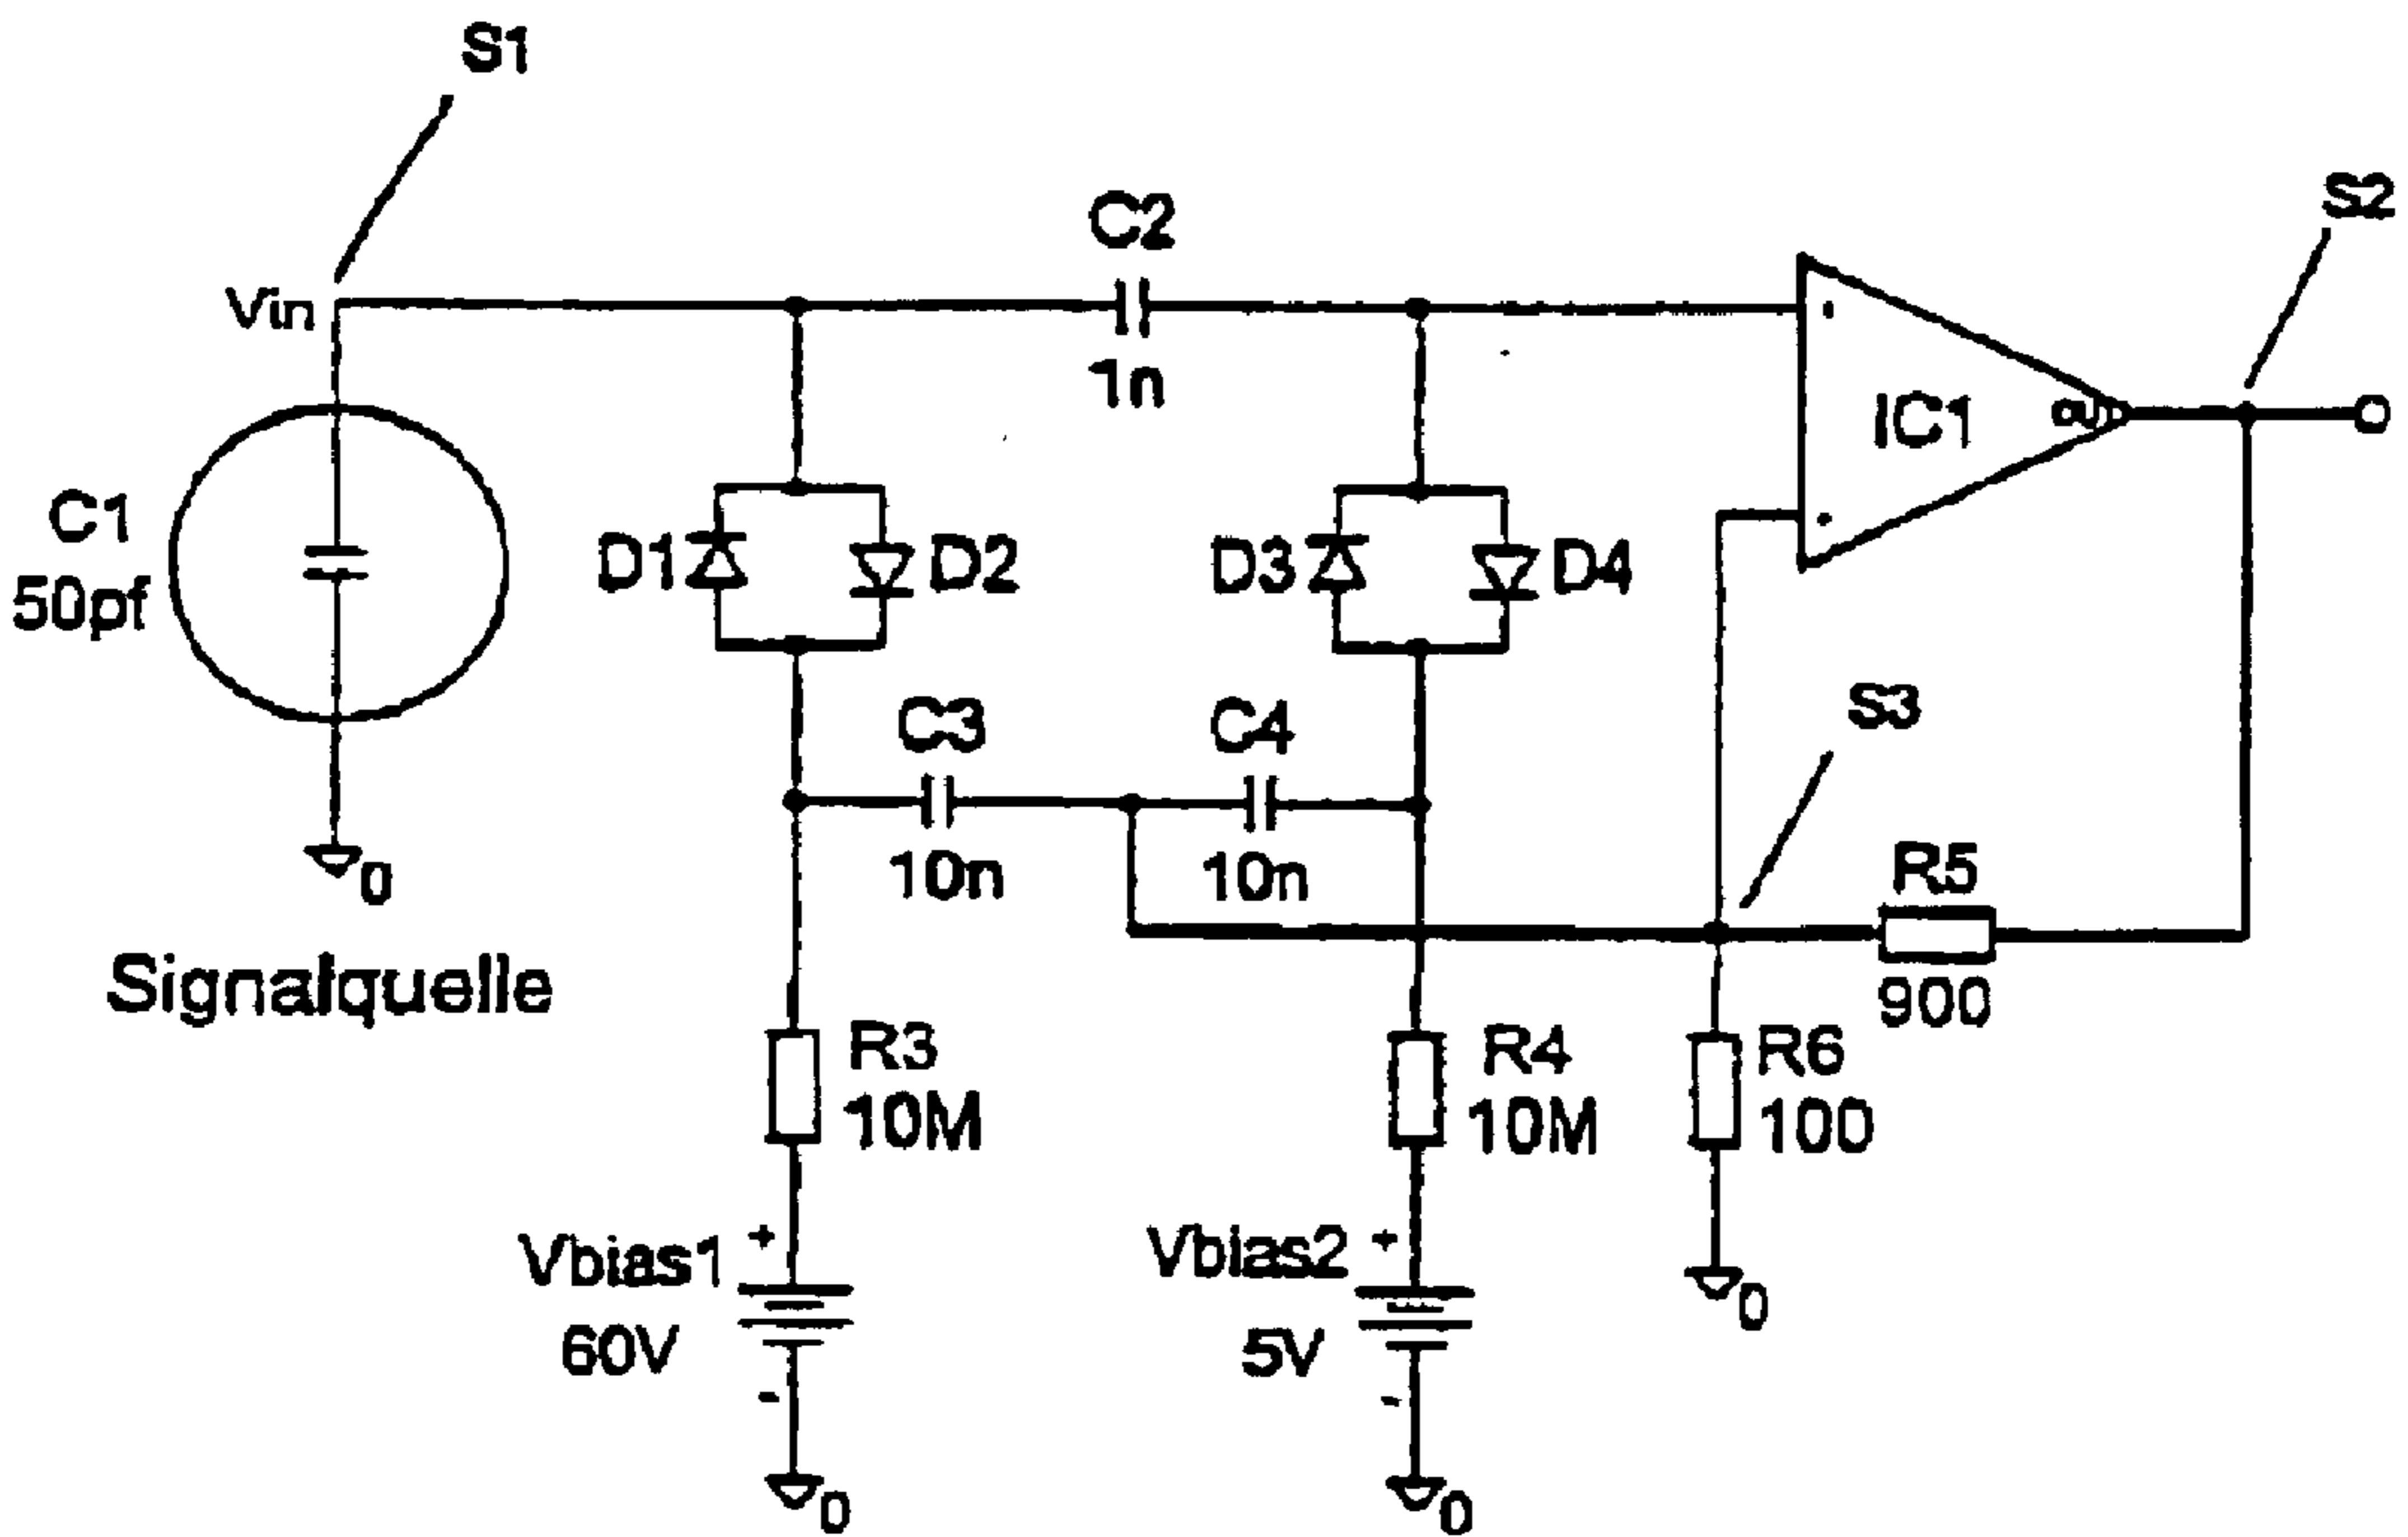 S1
S2
Vin
C2
1n
IC1
out
C1
50pf
D1
D2
D3
D4
S3
C3
10n
C4
10n
0
Signalquelle
R5
900
R3
10M
R4
10M
R6
100
Vbias1
60V
+
-
Vbias2
5V
+
-
0
0
0